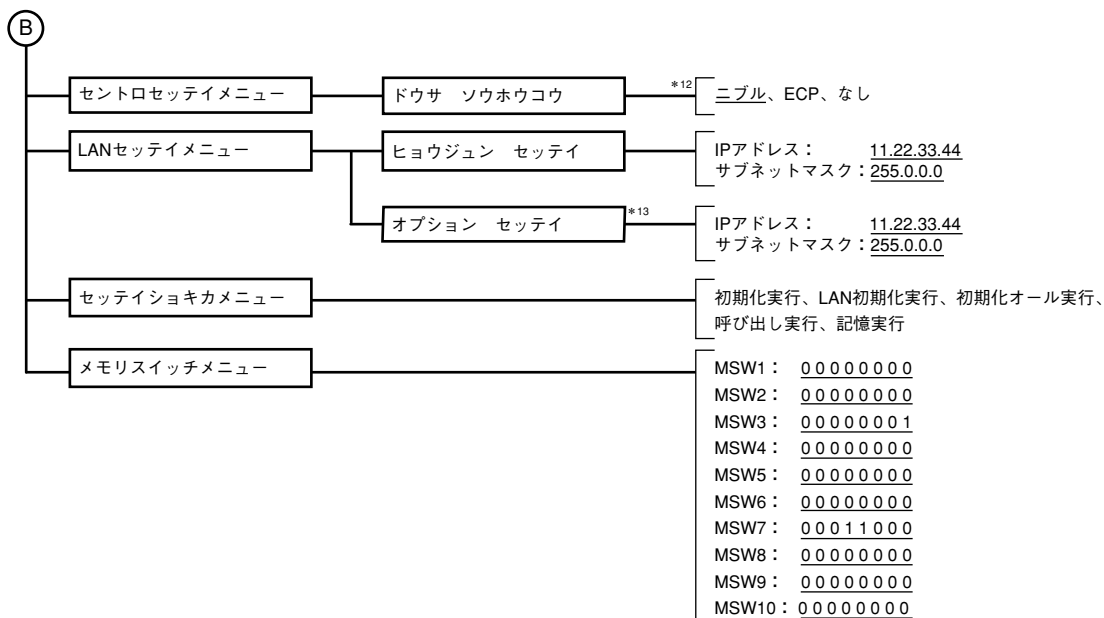 B
セントロセッテイメニュー
ドウサ　ソウホウコウ
*12
ニブル、ECP、なし
LANセッテイメニュー
ヒョウジュン　セッテイ
IPアドレス： 11.22.33.44
サブネットマスク：255.0.0.0
オプション　セッテイ
*13
IPアドレス： 11.22.33.44
サブネットマスク：255.0.0.0
セッテイショキカメニュー
初期化実行、LAN初期化実行、初期化オール実行、
呼び出し実行、記憶実行
メモリスイッチメニュー
MSW1： 0 0 0 0 0 0 0 0
MSW2： 0 0 0 0 0 0 0 0
MSW3： 0 0 0 0 0 0 0 1
MSW4： 0 0 0 0 0 0 0 0
MSW5： 0 0 0 0 0 0 0 0
MSW6： 0 0 0 0 0 0 0 0
MSW7： 0 0 0 1 1 0 0 0
MSW8： 0 0 0 0 0 0 0 0
MSW9： 0 0 0 0 0 0 0 0
MSW10： 0 0 0 0 0 0 0 0